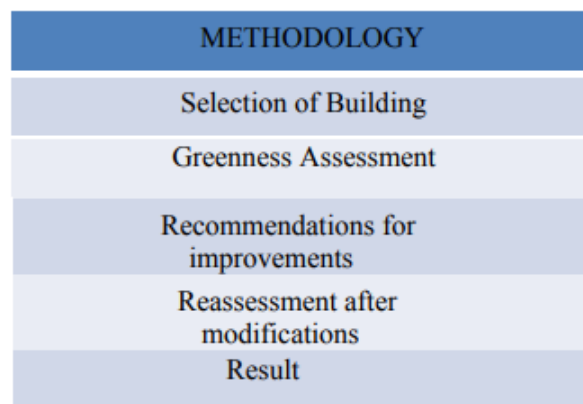 METHODOLOGY
Selection of Building
Greenness Assessment
Recommendations for
improvements
Reassessment after
modifications
Result